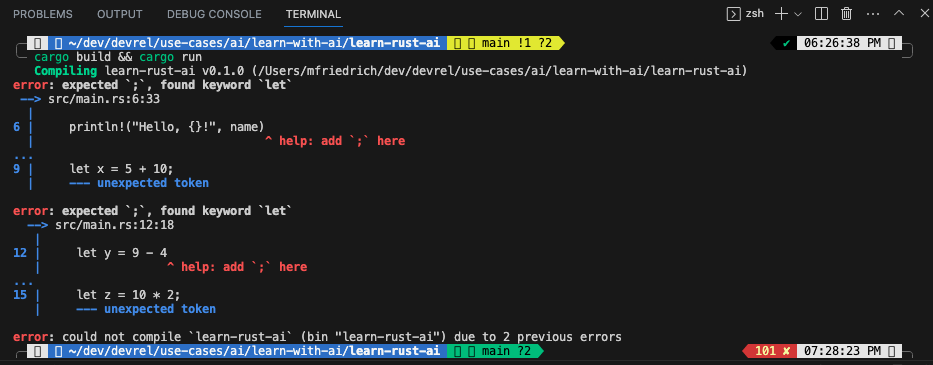 PROBLEMS OUTPUT DEBUG CONSOLE TERMINAL zsh
~/dev/devrel/use-cases/ai/learn-with-ai/learn-rust-ai main !1 ?2 ✔ 06:26:38 PM
cargo build && cargo run
Compiling learn-rust-ai v0.1.0 (/Users/mfriedrich/dev/devrel/use-cases/ai/learn-with-ai/learn-rust-ai)
error: expected `;`, found keyword `let`
--> src/main.rs:6:33
|
6 | println!("Hello, {}!", name)
| ^ help: add `;` here
...
9 | let x = 5 + 10;
| --- unexpected token
error: expected `;`, found keyword `let`
--> src/main.rs:12:18
|
12 | let y = 9 - 4
| ^ help: add `;` here
...
15 | let z = 10 * 2;
| --- unexpected token
error: could not compile `learn-rust-ai` (bin "learn-rust-ai") due to 2 previous errors
~/dev/devrel/use-cases/ai/learn-with-ai/learn-rust-ai main ?2 101 ✘ 07:28:23 PM